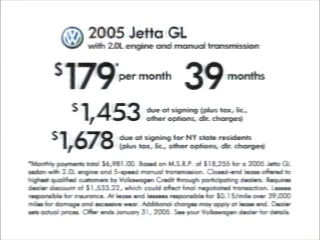 2005 Jetta GL
with 2.0L engine and manual transmission
$179* per month 39 months
$1,453 due at signing (plus tax, lic., other options, dlr. charges)
$1,678 due at signing for NY state residents (plus tax, lic., other options, dlr. charges)
*Monthly payments total $6,981.00. Based on M.S.R.P. of $18,255 for a 2005 Jetta GL
sedan with 2.0L engine and 5-speed manual transmission. Closed-end lease offered to
highest qualified customers by Volkswagen Credit through participating dealers. Requires
dealer discount of $1,533.22, which could affect final negotiated transaction. Lessee
responsible for insurance. At lease end lessee responsible for $0.15/mile over 39,000
miles for damage and excessive wear. Additional charges may apply at lease end. Dealer
sets actual prices. Offer ends January 31, 2005. See your Volkswagen dealer for details.